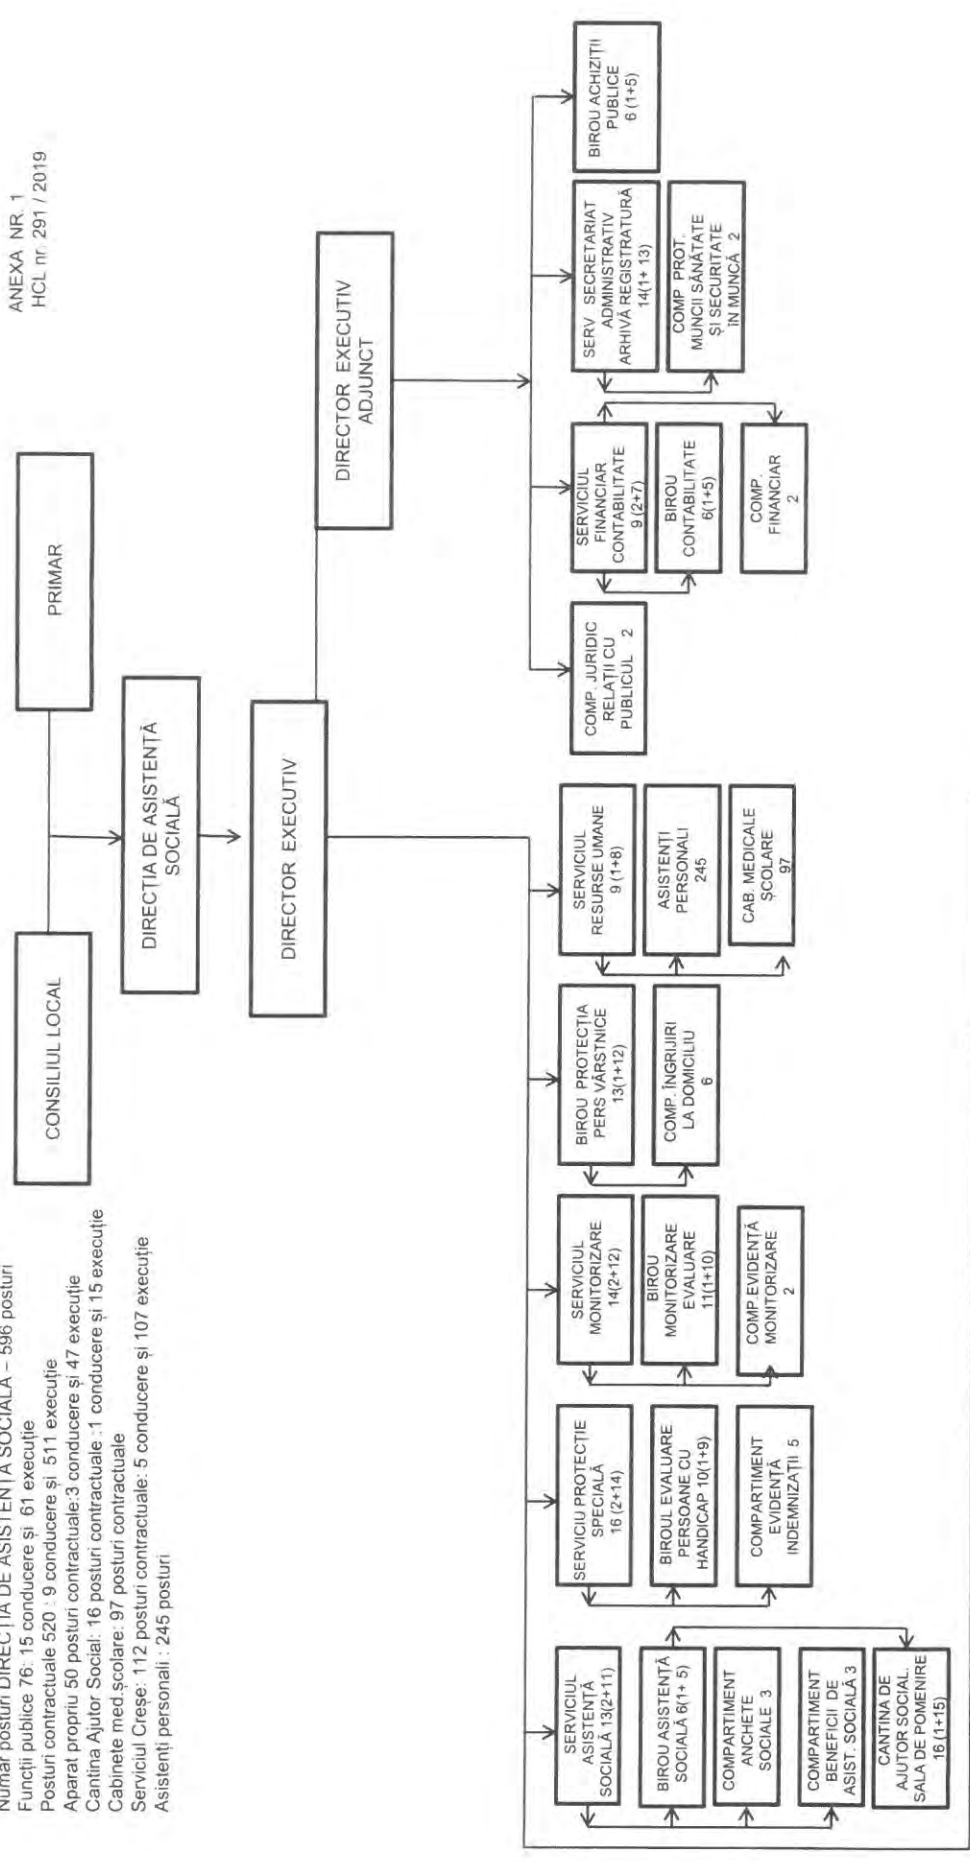 ANEXA NR. 1
HCL nr. 291 / 2019
Număr posturi DIRECȚIA DE ASISTENȚĂ SOCIALĂ – 596 posturi
Funcții publice 76: 15 conducere și 61 execuție
Posturi contractuale 520 : 9 conducere și 511 execuție
Aparat propriu 50 posturi contractuale:3 conducere și 47 execuție
Cantina Ajutor Social: 16 posturi contractuale :1 conducere și 15 execuție
Cabinete med.școlare: 97 posturi contractuale
Serviciul Creșe: 112 posturi contractuale: 5 conducere și 107 execuție
Asistenți personali : 245 posturi
CONSILIUL LOCAL
PRIMAR
DIRECȚIA DE ASISTENȚĂ
SOCIALĂ
DIRECTOR EXECUTIV
DIRECTOR EXECUTIV
ADJUNCT
SERVICIUL
ASISTENȚĂ
SOCIALĂ 13(2+11)
BIROU ASISTENȚĂ
SOCIALĂ 6(1+ 5)
COMPARTIMENT
ANCHETE
SOCIALE 3
COMPARTIMENT
BENEFICII DE
ASIST. SOCIALĂ 3
CANTINA DE
AJUTOR SOCIAL.
SALA DE POMENIRE
16 (1+15)
SERVICIU PROTECȚIE
SPECIALĂ
16 (2+14)
BIROUL EVALUARE
PERSOANE CU
HANDICAP 10(1+9)
COMPARTIMENT
EVIDENȚĂ
INDEMNIZAȚII 5
SERVICIUL
MONITORIZARE
14(2+12)
BIROU
MONITORIZARE
EVALUARE
11(1+10)
COMP.EVIDENȚĂ
MONITORIZARE
2
BIROU PROTECȚIA
PERS VÂRSTNICE
13(1+12)
COMP. ÎNGRIJIRI
LA DOMICILIU
6
SERVICIUL
RESURSE UMANE
9 (1+8)
ASISTENȚI
PERSONALI
245
CAB. MEDICALE
ȘCOLARE
97
COMP. JURIDIC
RELAȚII CU
PUBLICUL 2
SERVICIUL
FINANCIAR
CONTABILITATE
9 (2+7)
BIROU
CONTABILITATE
6(1+5)
COMP.
FINANCIAR
2
SERV. SECRETARIAT
ADMINISTRATIV
ARHIVĂ REGISTRATURĂ
14(1+ 13)
COMP PROT.
MUNCII SĂNĂTATE
ȘI SECURITATE
ÎN MUNCĂ 2
BIROU ACHIZIȚII
PUBLICE
6 (1+5)